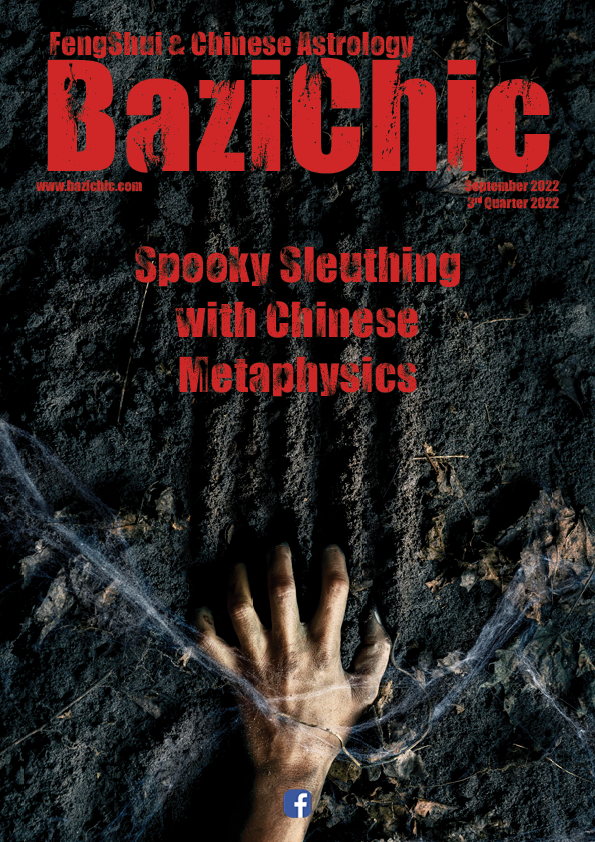 FengShui & Chinese Astrology
BaziChic
www.bazichic.com
September 2022
3rd Quarter 2022
Spooky Sleuthing
with Chinese
Metaphysics
f